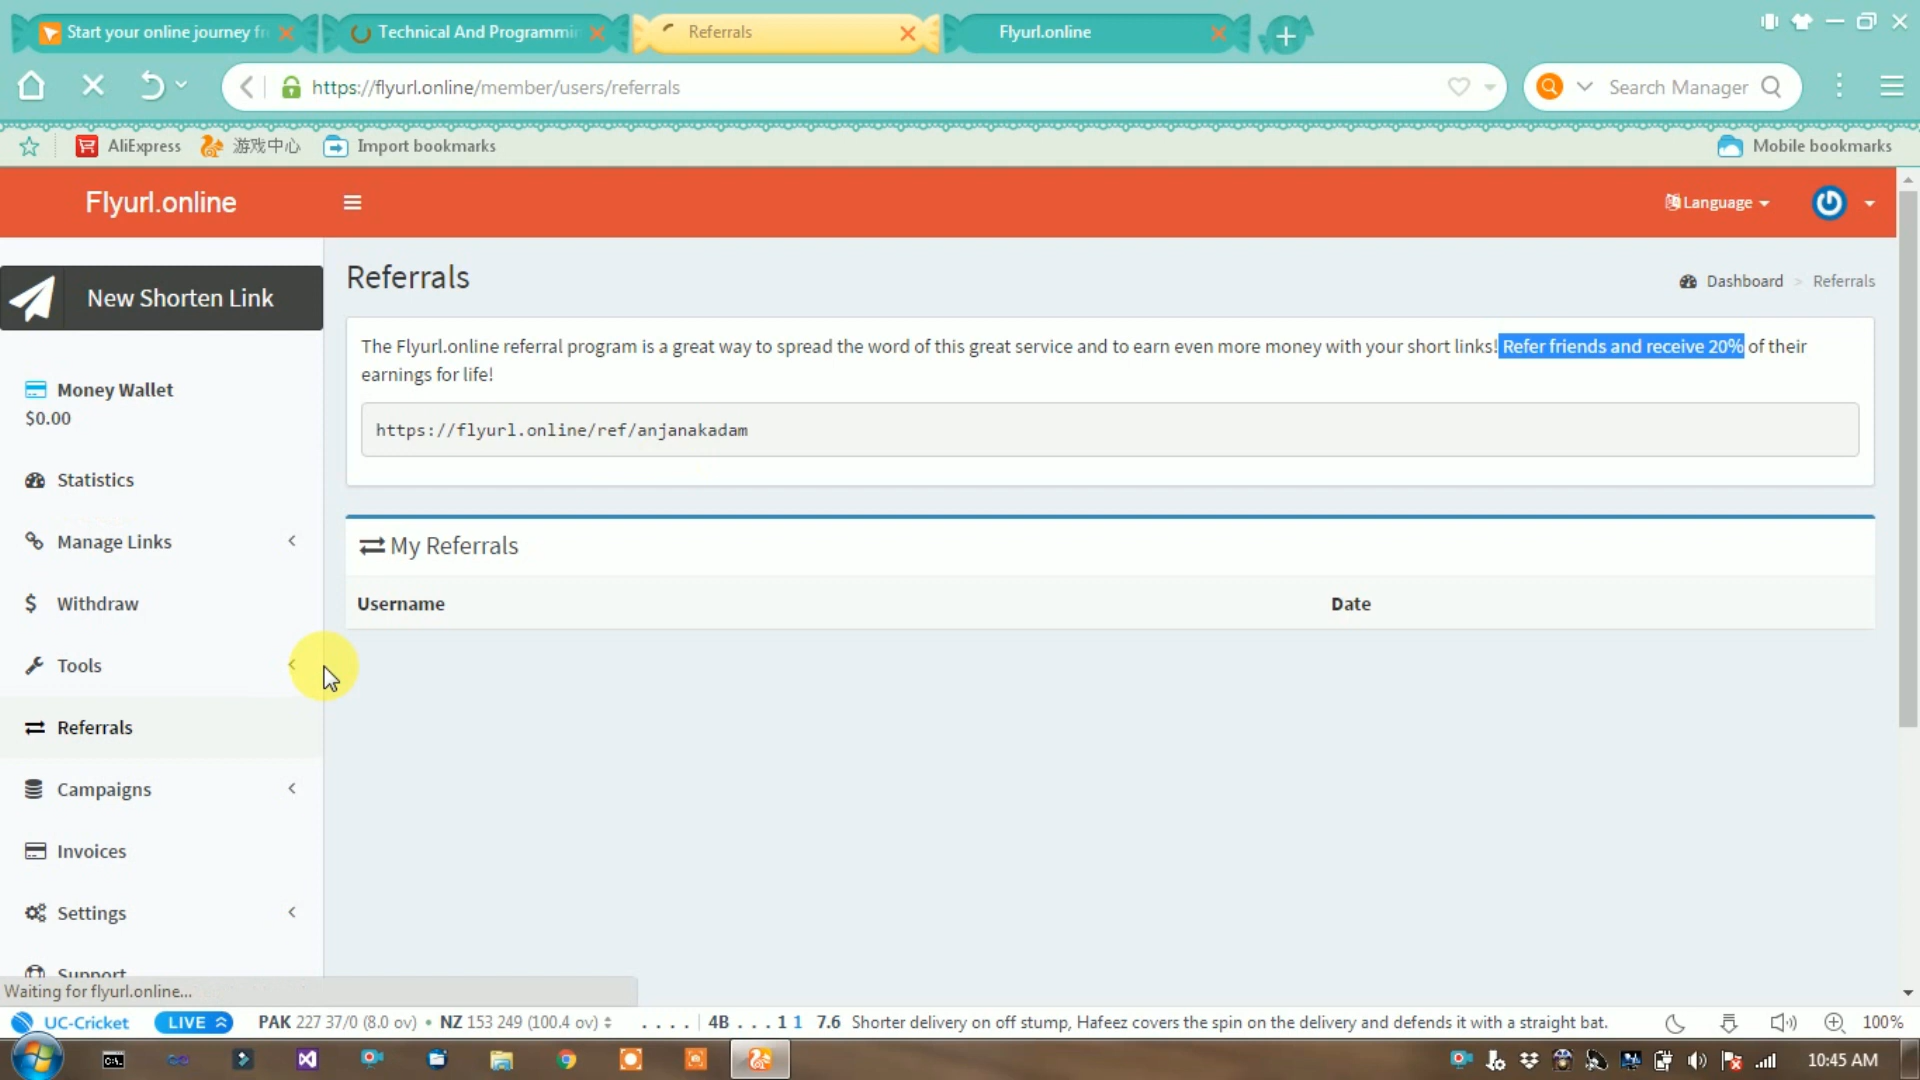 Start your online journey fr
Technical And Programmin
Referrals
Flyurl.online
https://flyurl.online/member/users/referrals
Search Manager
AliExpress
游戏中心
Import bookmarks
Mobile bookmarks
Flyurl.online
Language
New Shorten Link
Referrals
Dashboard > Referrals
The Flyurl.online referral program is a great way to spread the word of this great service and to earn even more money with your short links! Refer friends and receive 20% of their
earnings for life!
https://flyurl.online/ref/anjanakadam
Money Wallet
$0.00
Statistics
Manage Links
Withdraw
Tools
Referrals
Campaigns
Invoices
Settings
Support
My Referrals
Username Date
Waiting for flyurl.online...
UC-Cricket LIVE PAK 227 37/0 (8.0 ov) • NZ 153 249 (100.4 ov) . . . . | 4B . . . 1 1 7.6 Shorter delivery on off stump, Hafeez covers the spin on the delivery and defends it with a straight bat. 100%
10:45 AM